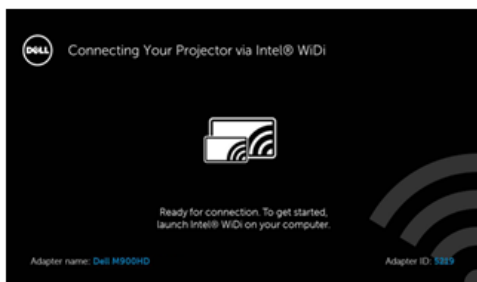 DELL
Connecting Your Projector via Intel® WiDi
Ready for connection. To get started,
launch Intel® WiDi on your computer.
Adapter name: Dell M900HD
Adapter ID: 5219